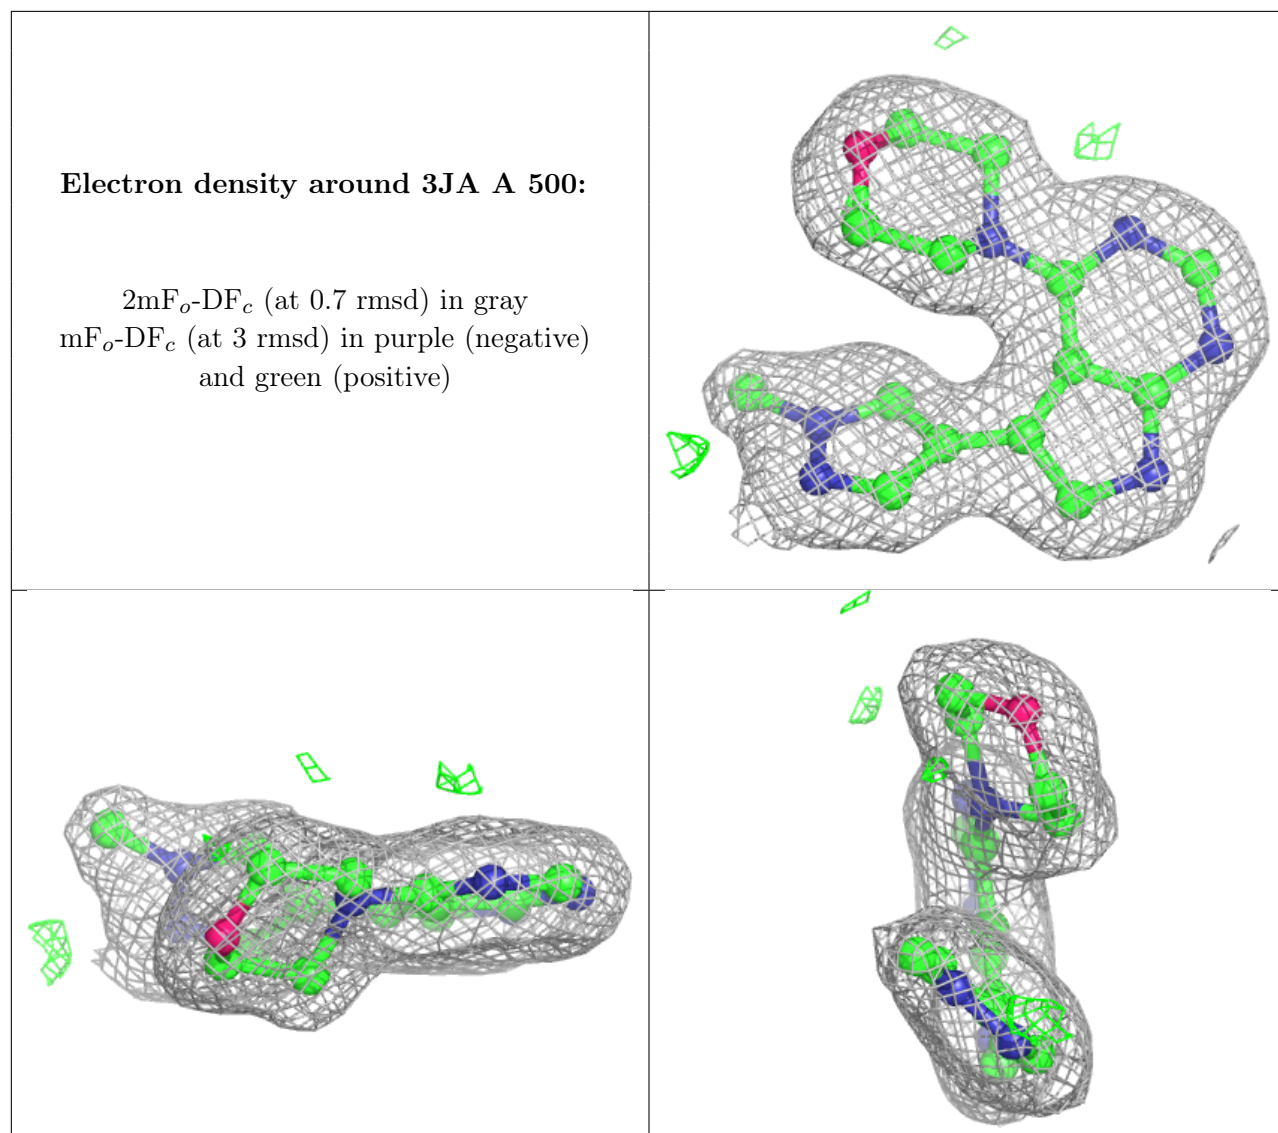 Electron density around 3JA A 500:
2mFo-DFc (at 0.7 rmsd) in gray
mFo-DFc (at 3 rmsd) in purple (negative)
and green (positive)